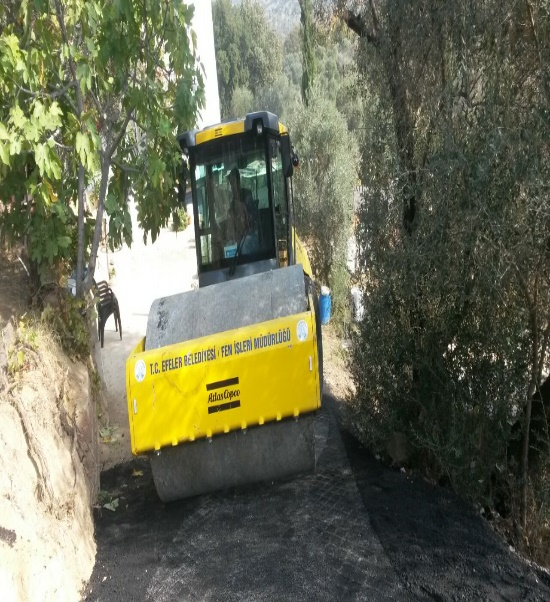 T.C. EFELER BELEDİYESİ / FEN İŞLERİ MÜDÜRLÜĞÜ
Atlas Copco